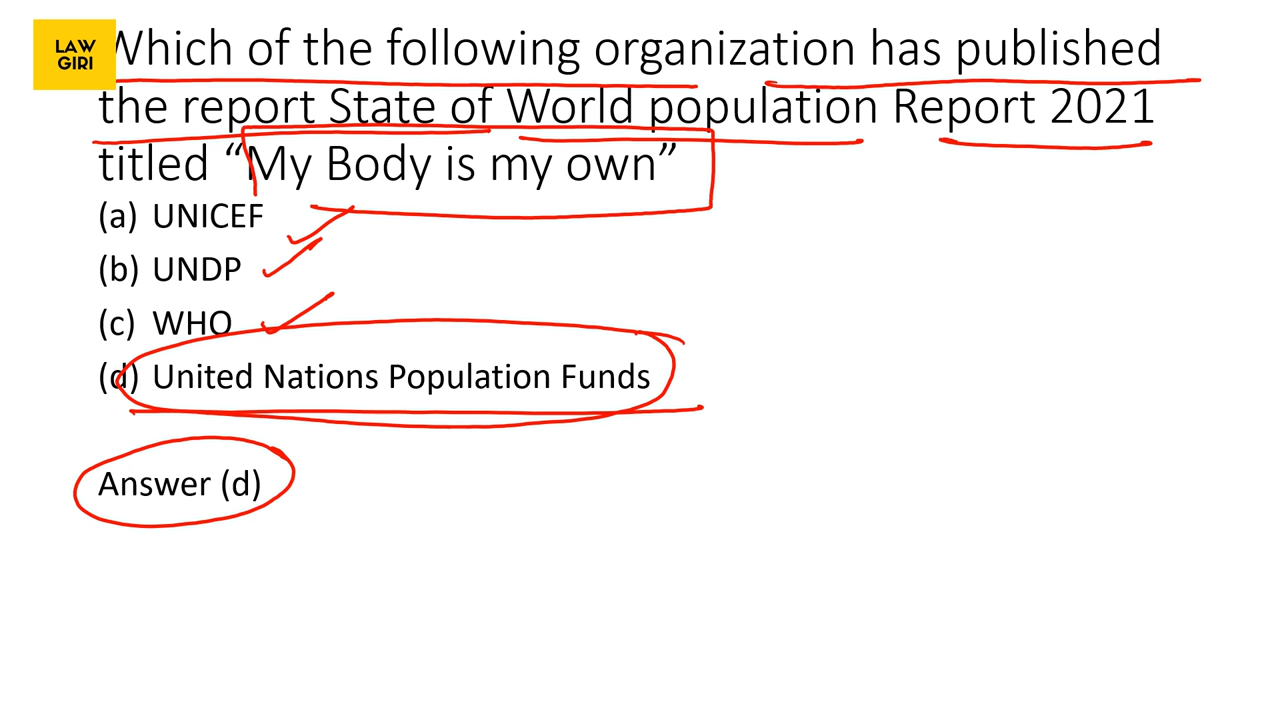 LAW
GIRI
Which of the following organization has published
the report State of World population Report 2021
titled “My Body is my own”
(a) UNICEF
(b) UNDP
(c) WHO
(d) United Nations Population Funds
Answer (d)